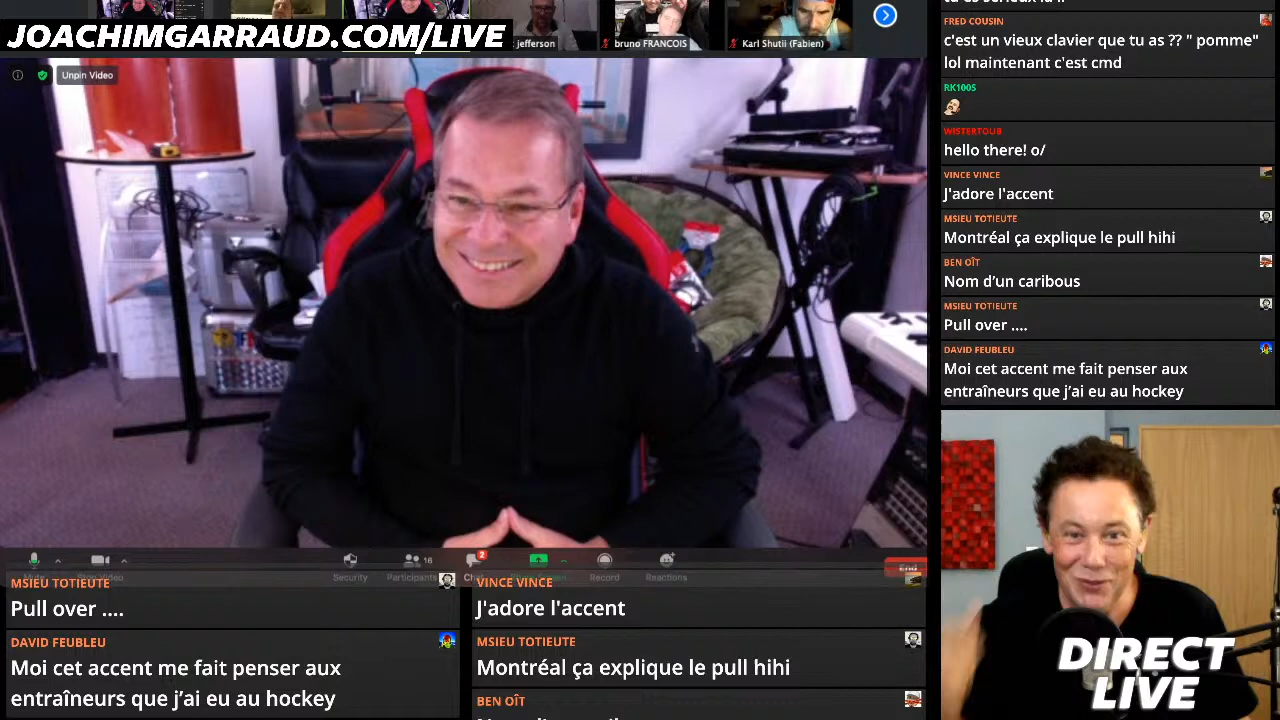 JOACHIMGARRAUD.COM/LIVE
jefferson
bruno FRANCOIS
Karl Shutii (Fabien)
Unpin Video
FRED COUSIN
c'est un vieux clavier que tu as ?? " pomme"
lol maintenant c'est cmd
RK100S
WISTERTOUB
hello there! o/
VINCE VINCE
J'adore l'accent
MSIEU TOTIEUTE
Montréal ça explique le pull hihi
BEN OÎT
Nom d'un caribous
MSIEU TOTIEUTE
Pull over ....
DAVID FEUBLEU
Moi cet accent me fait penser aux
entraîneurs que j’ai eu au hockey
16
2
Security
Participants
Record
Reactions
End
MSIEU TOTIEUTE
Pull over ....
DAVID FEUBLEU
Moi cet accent me fait penser aux
entraîneurs que j’ai eu au hockey
VINCE VINCE
J'adore l'accent
MSIEU TOTIEUTE
Montréal ça explique le pull hihi
BEN OÎT
DIRECT
LIVE